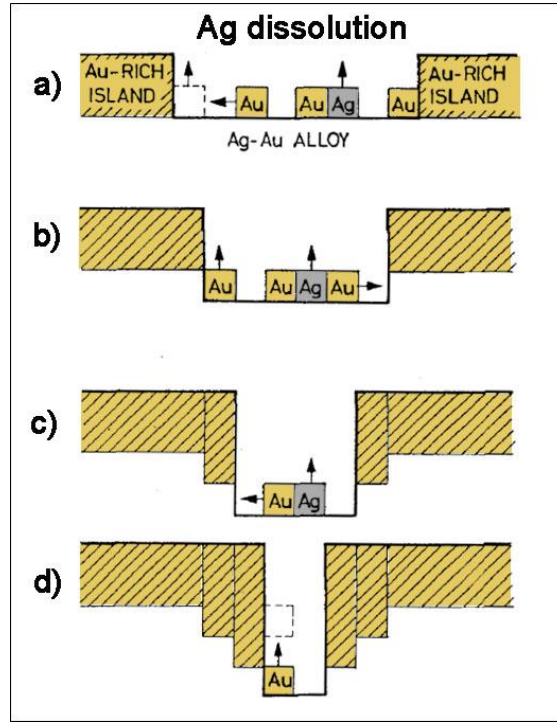 Ag dissolution
a)
Au-RICH
ISLAND
Au
Au
Ag
Au
Au-RICH
ISLAND
Ag-Au ALLOY
b)
Au
Au
Ag
Au
c)
Au
Ag
d)
Au